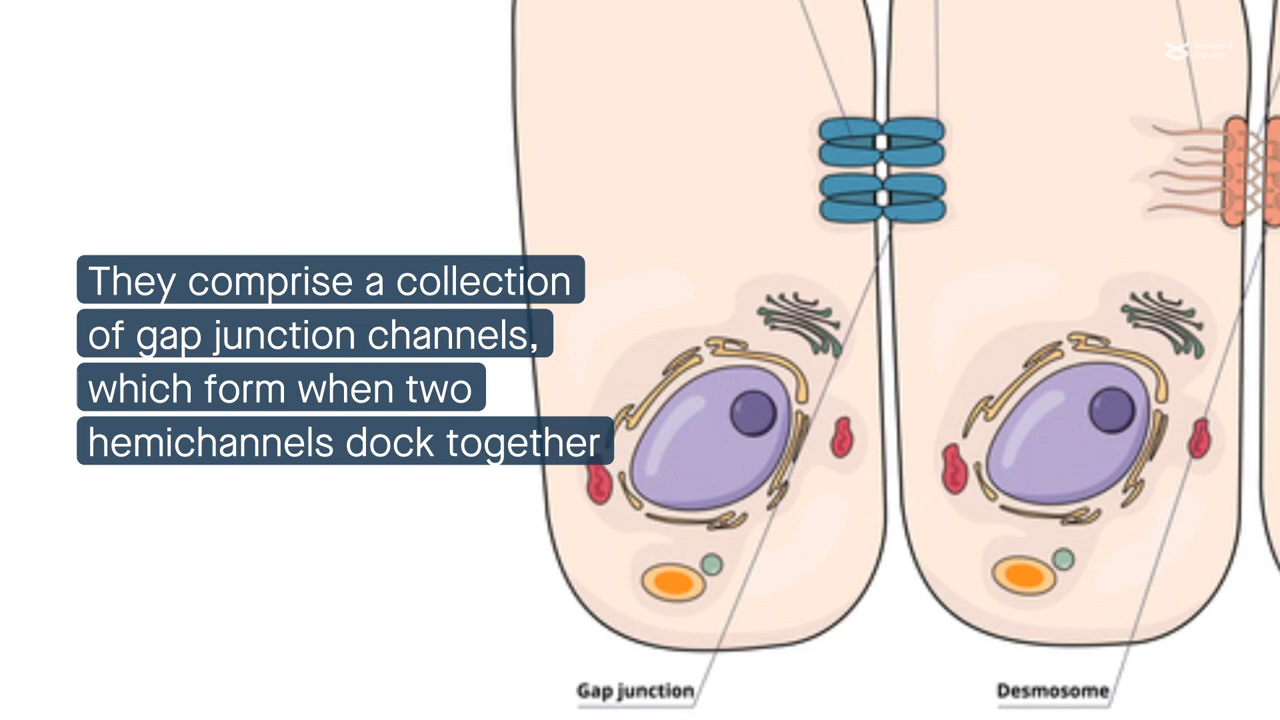 They comprise a collection
of gap junction channels,
which form when two
hemichannels dock together
Gap junction
Desmosome